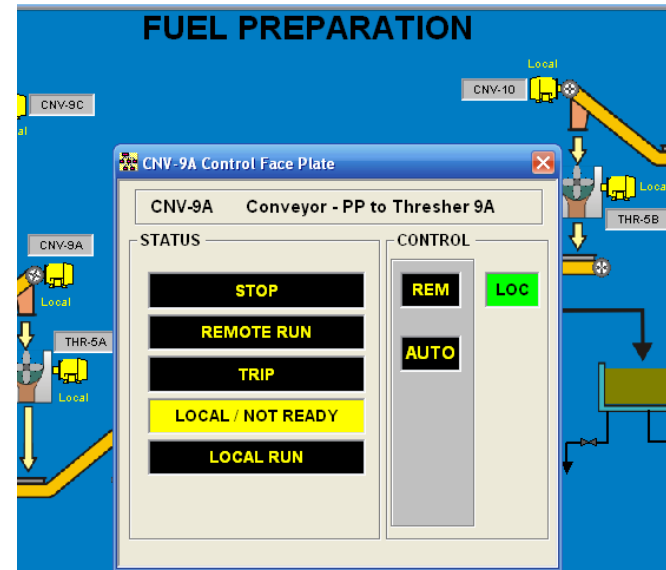 FUEL PREPARATION
Local
CNV-10
CNV-9C
al
CNV-9A Control Face Plate
CNV-9A Conveyor - PP to Thresher 9A
Local
THR-5B
STATUS
CONTROL
CNV-9A
Local
STOP
REM
LOC
REMOTE RUN
THR-5A
AUTO
TRIP
Local
LOCAL / NOT READY
LOCAL RUN